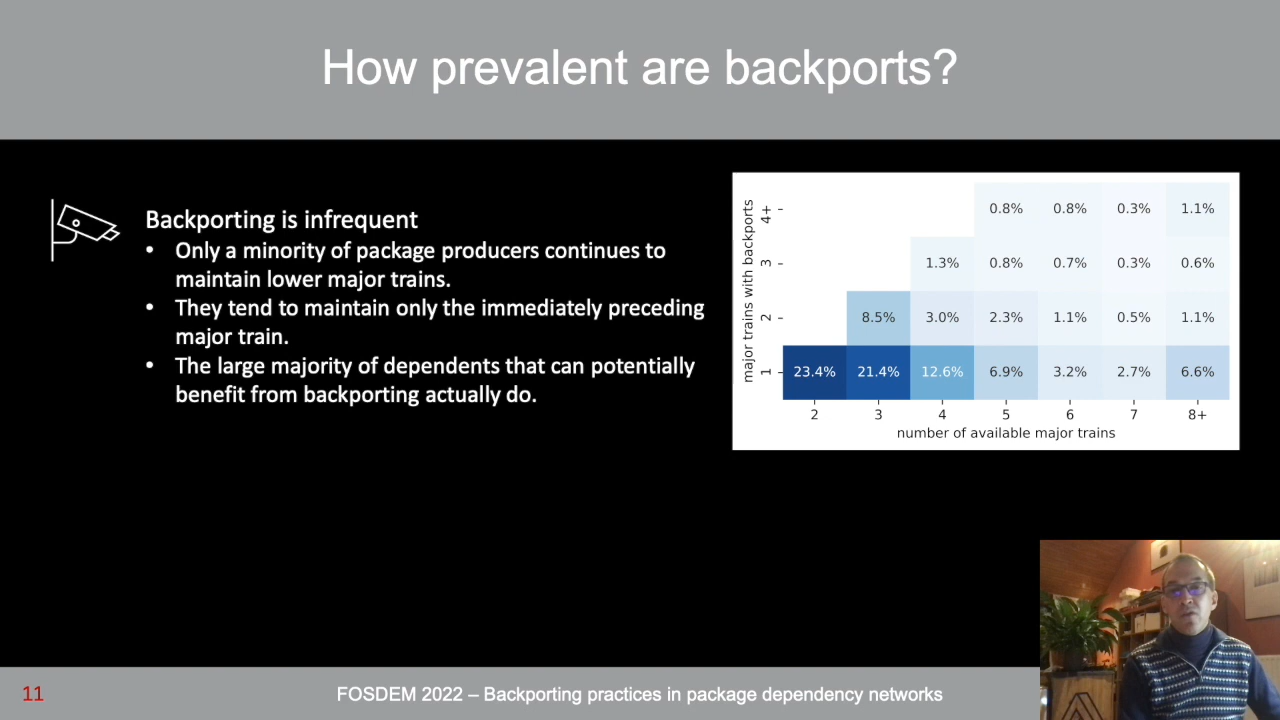 How prevalent are backports?
Backporting is infrequent
• Only a minority of package producers continues to
maintain lower major trains.
• They tend to maintain only the immediately preceding
major train.
• The large majority of dependents that can potentially
benefit from backporting actually do.
major trains with backports
4+ 0.8% 0.8% 0.3% 1.1%
3 1.3% 0.8% 0.7% 0.3% 0.6%
2 8.5% 3.0% 2.3% 1.1% 0.5% 1.1%
1 23.4% 21.4% 12.6% 6.9% 3.2% 2.7% 6.6%
2 3 4 5 6 7 8+
number of available major trains
11
FOSDEM 2022 – Backporting practices in package dependency networks